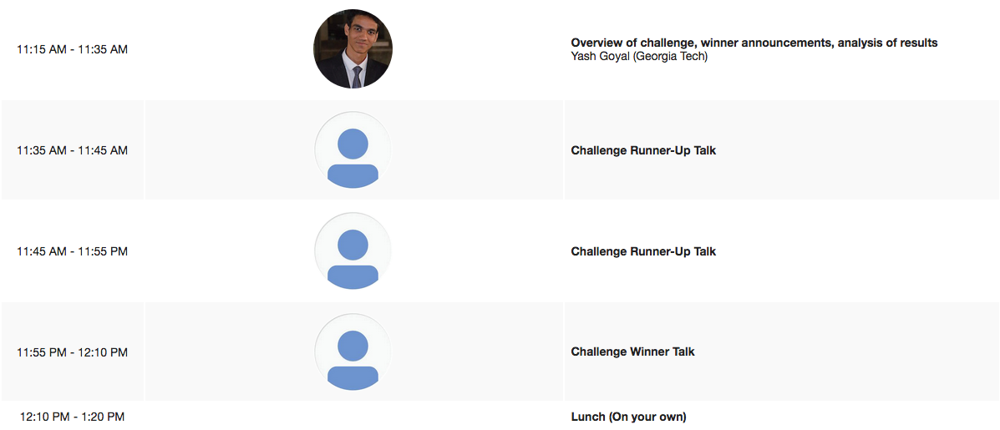 11:15 AM - 11:35 AM
Overview of challenge, winner announcements, analysis of results
Yash Goyal (Georgia Tech)
11:35 AM - 11:45 AM
Challenge Runner-Up Talk
11:45 AM - 11:55 PM
Challenge Runner-Up Talk
11:55 PM - 12:10 PM
Challenge Winner Talk
12:10 PM - 1:20 PM
Lunch (On your own)